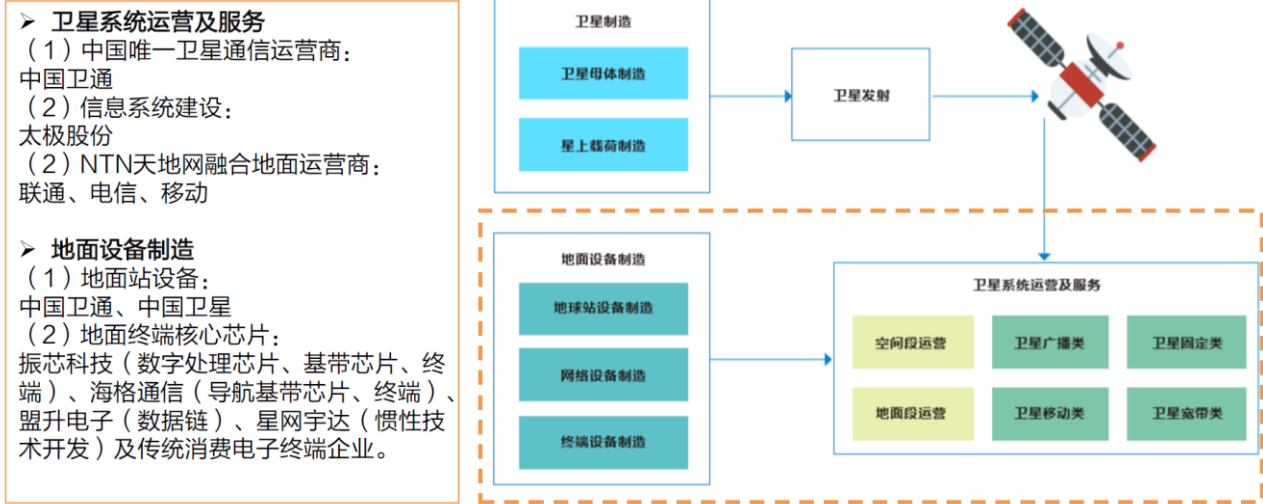 ➢ 卫星系统运营及服务
（1）中国唯一卫星通信运营商：
中国卫通
（2）信息系统建设：
太极股份
（2）NTN天地网融合地面运营商：
联通、电信、移动
➢ 地面设备制造
（1）地面站设备：
中国卫通、中国卫星
（2）地面终端核心芯片：
振芯科技（数字处理芯片、基带芯片、终
端）、海格通信（导航基带芯片、终端）、
盟升电子（数据链）、星网宇达（惯性技
术开发）及传统消费电子终端企业。
卫星制造
卫星母体制造
星上载荷制造
卫星发射
地面设备制造
地球站设备制造
网络设备制造
终端设备制造
卫星系统运营及服务
空间段运营
卫星广播类
卫星固定类
地面段运营
卫星移动类
卫星宽带类